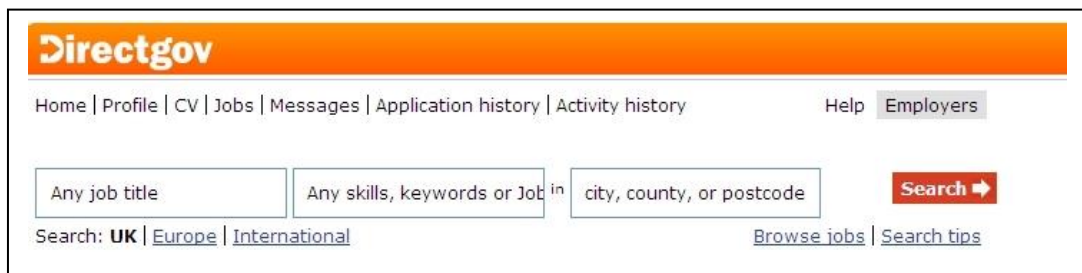 Directgov
Home | Profile | CV | Jobs | Messages | Application history | Activity history Help Employers
Any job title Any skills, keywords or Job in city, county, or postcode Search
Search: UK | Europe | International Browse jobs | Search tips